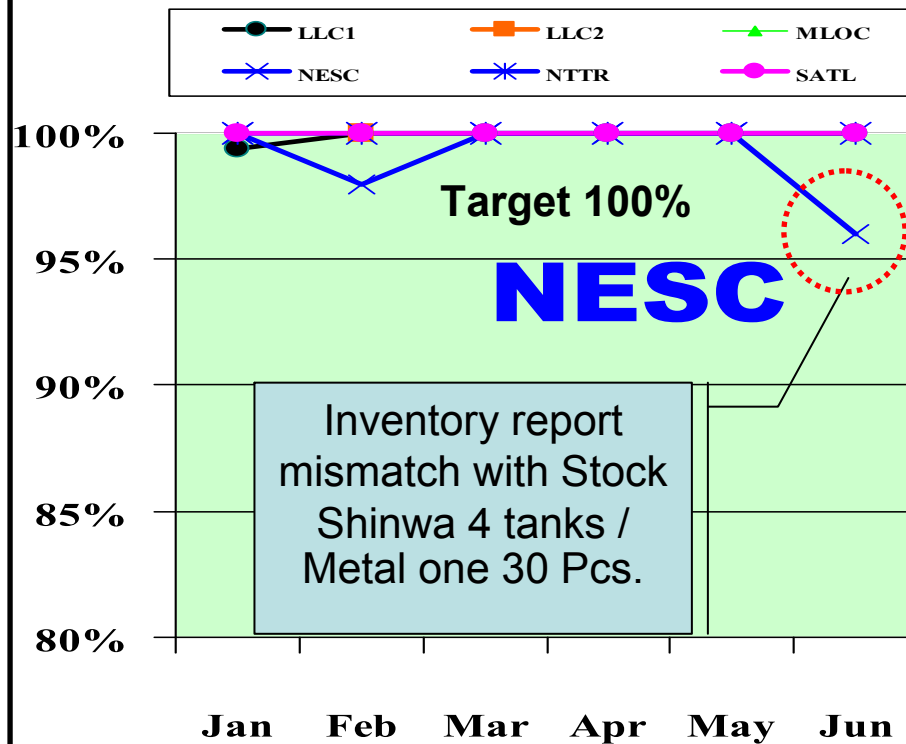 LLC1 LLC2 MLOC
NESC NTTR SATL
100%
Target 100%
95%
NESC
90%
Inventory report
mismatch with Stock
Shinwa 4 tanks /
Metal one 30 Pcs.
85%
80%
Jan Feb Mar Apr May Jun